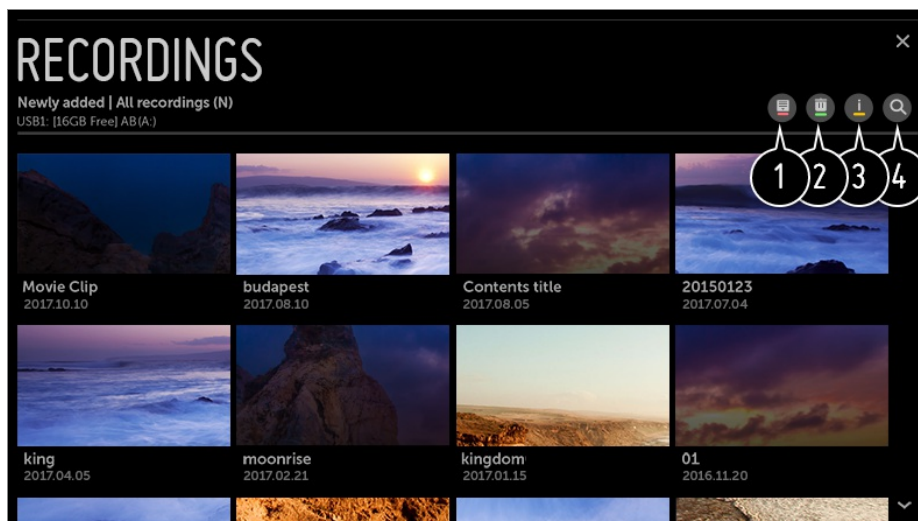 RECORDINGS
Newly added | All recordings (N)
USB1: [16GB Free] AB(A:)
1 2 3 4
Movie Clip
2017.10.10
budapest
2017.08.10
Contents title
2017.08.05
20150123
2017.07.04
king
2017.04.05
moonrise
2017.02.21
kingdom
2017.01.15
01
2016.11.20